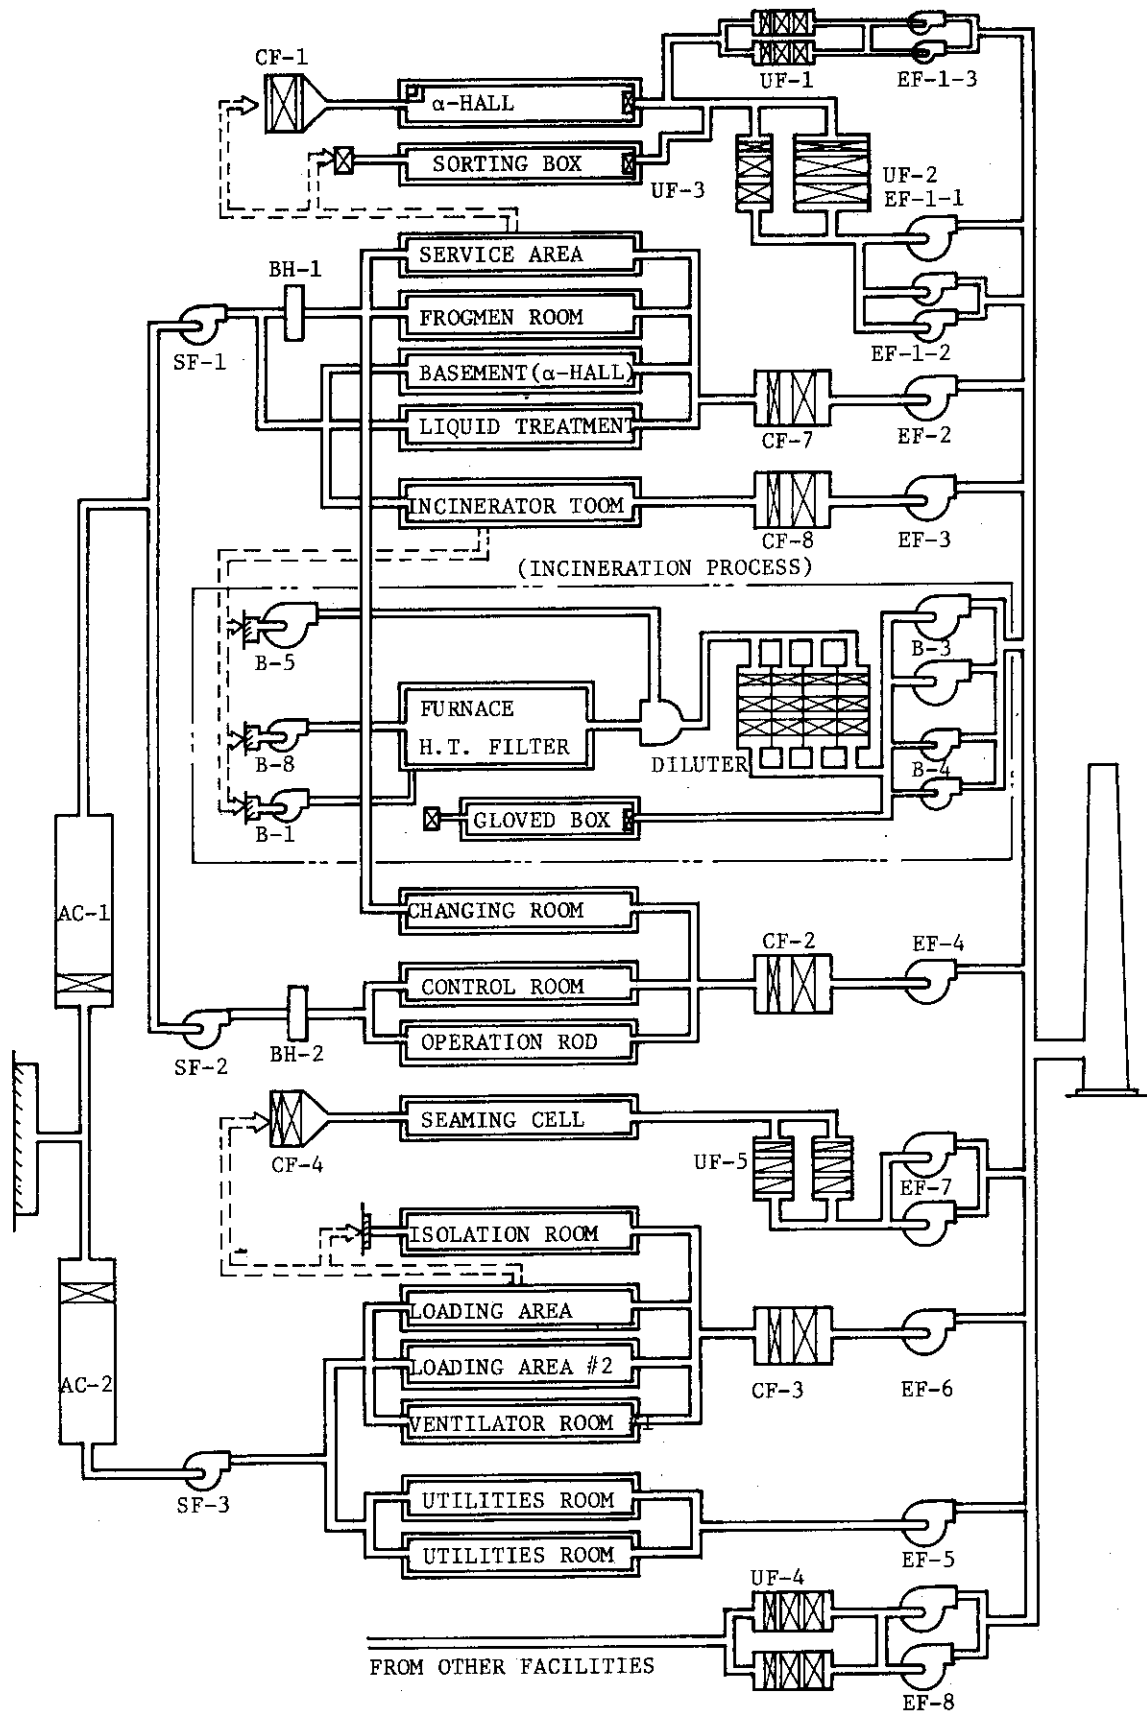 CF-1
UF-1
EF-1-3
α-HALL
SORTING BOX
UF-3
UF-2
EF-1-1
SERVICE AREA
BH-1
FROGMEN ROOM
SF-1
EF-1-2
BASEMENT(α-HALL)
LIQUID TREATMENT
CF-7
EF-2
INCINERATOR TOOM
CF-8
EF-3
(INCINERATION PROCESS)
B-5
B-3
FURNACE
H.T. FILTER
B-8
DILUTER
B-4
B-1
GLOVED BOX
AC-1
CHANGING ROOM
CF-2
EF-4
CONTROL ROOM
OPERATION ROD
SF-2
BH-2
SEAMING CELL
CF-4
UF-5
EF-7
ISOLATION ROOM
LOADING AREA
LOADING AREA #2
AC-2
CF-3
EF-6
VENTILATOR ROOM #1
SF-3
UTILITIES ROOM
UTILITIES ROOM
EF-5
UF-4
FROM OTHER FACILITIES
EF-8